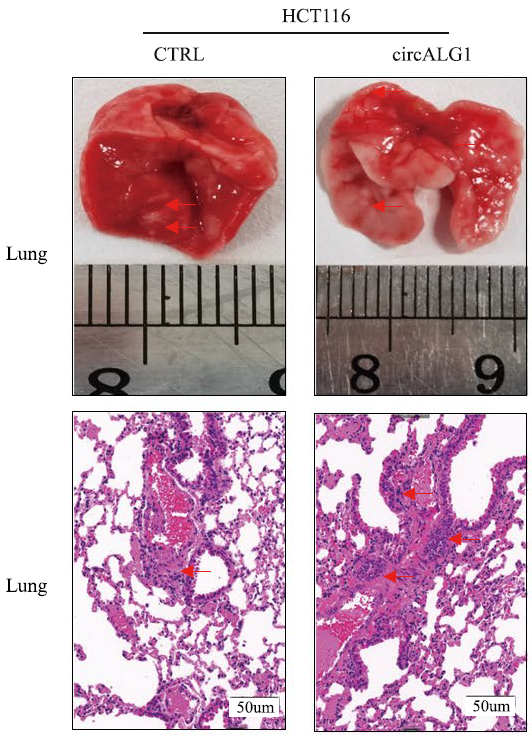 HCT116
CTRL circALG1
Lung
8
8 9
Lung
50um
50um